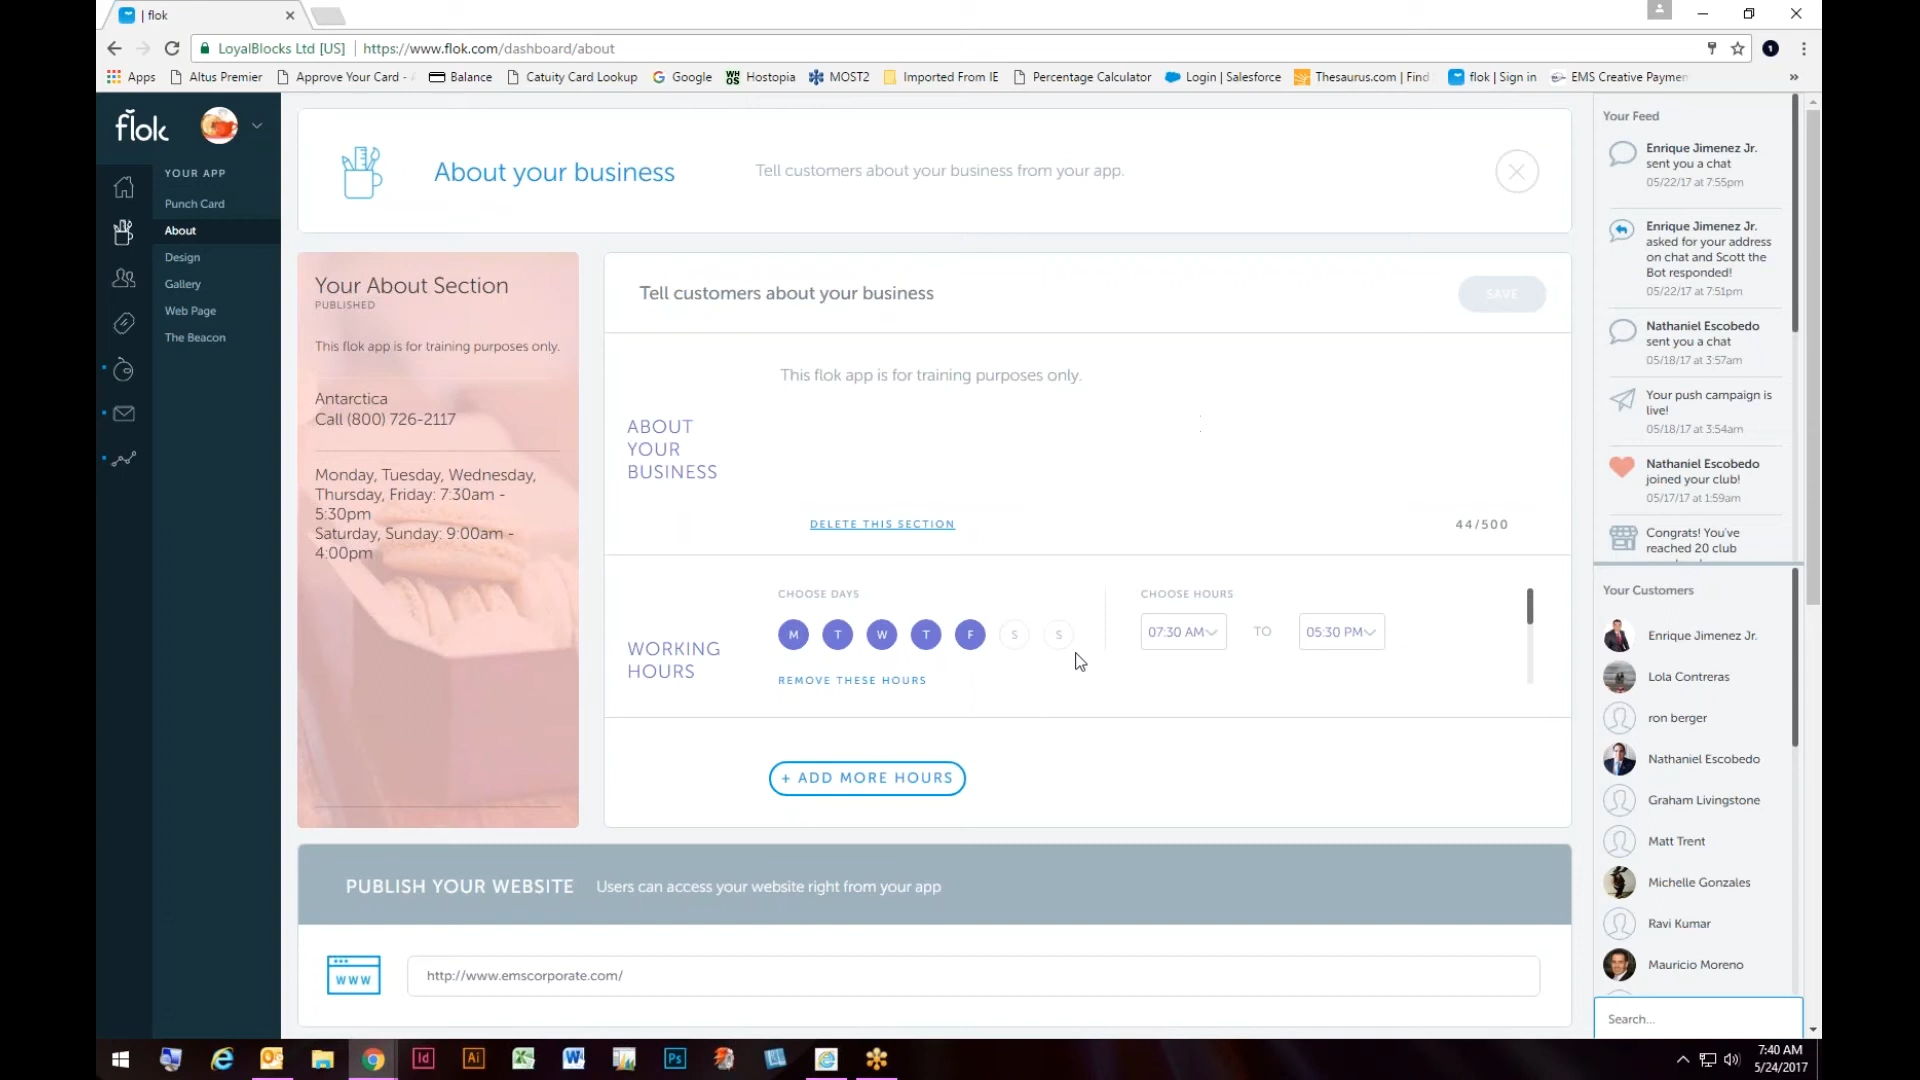 | flok
LoyalBlocks Ltd [US] https://www.flok.com/dashboard/about
Apps Altus Premier Approve Your Card - Balance Catuity Card Lookup Google Hostopia MOST2 Imported From IE Percentage Calculator Login | Salesforce Thesaurus.com | Find flok | Sign in EMS Creative Paymen »
flok
YOUR APP
Punch Card
About
Design
Gallery
Web Page
The Beacon
About your business
Tell customers about your business from your app.
Your About Section
PUBLISHED
This flok app is for training purposes only.
Antarctica
Call (800) 726-2117
Monday, Tuesday, Wednesday,
Thursday, Friday: 7:30am -
5:30pm
Saturday, Sunday: 9:00am -
4:00pm
Tell customers about your business
SAVE
This flok app is for training purposes only.
ABOUT
YOUR
BUSINESS
DELETE THIS SECTION
44/500
CHOOSE DAYS
CHOOSE HOURS
M T W T F S S
07:30 AM TO 05:30 PM
WORKING
HOURS
REMOVE THESE HOURS
+ ADD MORE HOURS
PUBLISH YOUR WEBSITE Users can access your website right from your app
WWW
http://www.emscorporate.com/
Your Feed
Enrique Jimenez Jr.
sent you a chat
05/22/17 at 7:55pm
Enrique Jimenez Jr.
asked for your address
on chat and Scott the
Bot responded!
05/22/17 at 7:51pm
Nathaniel Escobedo
sent you a chat
05/18/17 at 3:57am
Your push campaign is
live!
05/18/17 at 3:54am
Nathaniel Escobedo
joined your club!
05/17/17 at 1:59am
Congrats! You've
reached 20 club
Your Customers
Enrique Jimenez Jr.
Lola Contreras
ron berger
Nathaniel Escobedo
Graham Livingstone
Matt Trent
Michelle Gonzales
Ravi Kumar
Mauricio Moreno
Search...
Id Ai Ps
7:40 AM
5/24/2017